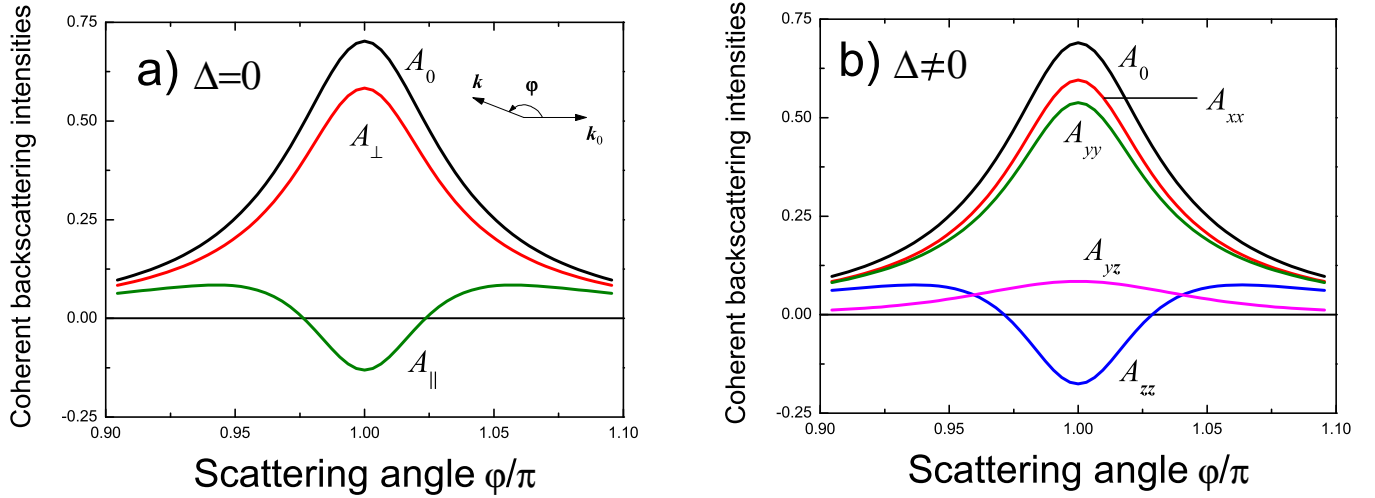 Coherent backscattering intensities
0.75
0.50
0.25
0.00
-0.25
a) Δ=0
A0
A⊥
A||
k
φ
k0
0.90
0.95
1.00
1.05
1.10
Scattering angle φ/π
Coherent backscattering intensities
0.75
0.50
0.25
0.00
-0.25
b) Δ≠0
A0
Axx
Ayy
Ayz
Azz
0.90
0.95
1.00
1.05
1.10
Scattering angle φ/π